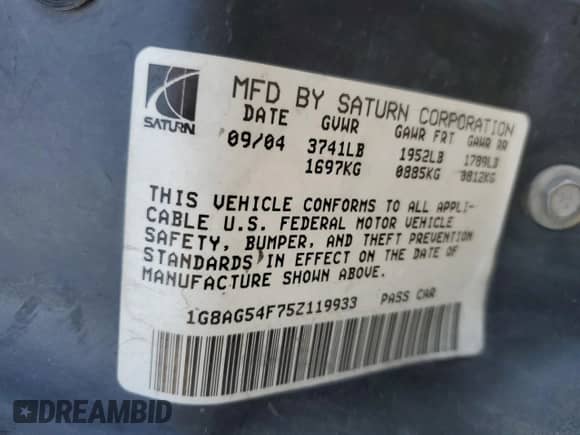 MFD BY SATURN CORPORATION
SATURN
DATE GVWR GAWR FRT GAWR RR
09/04 3741LB 1952LB 1789LB
1697KG 0885KG 0812KG
THIS VEHICLE CONFORMS TO ALL APPLI-
CABLE U.S. FEDERAL MOTOR VEHICLE
SAFETY, BUMPER, AND THEFT PREVENTION
STANDARDS IN EFFECT ON THE DATE OF
MANUFACTURE SHOWN ABOVE.
1G8AG54F75Z119933 PASS CAR
DREAMBID